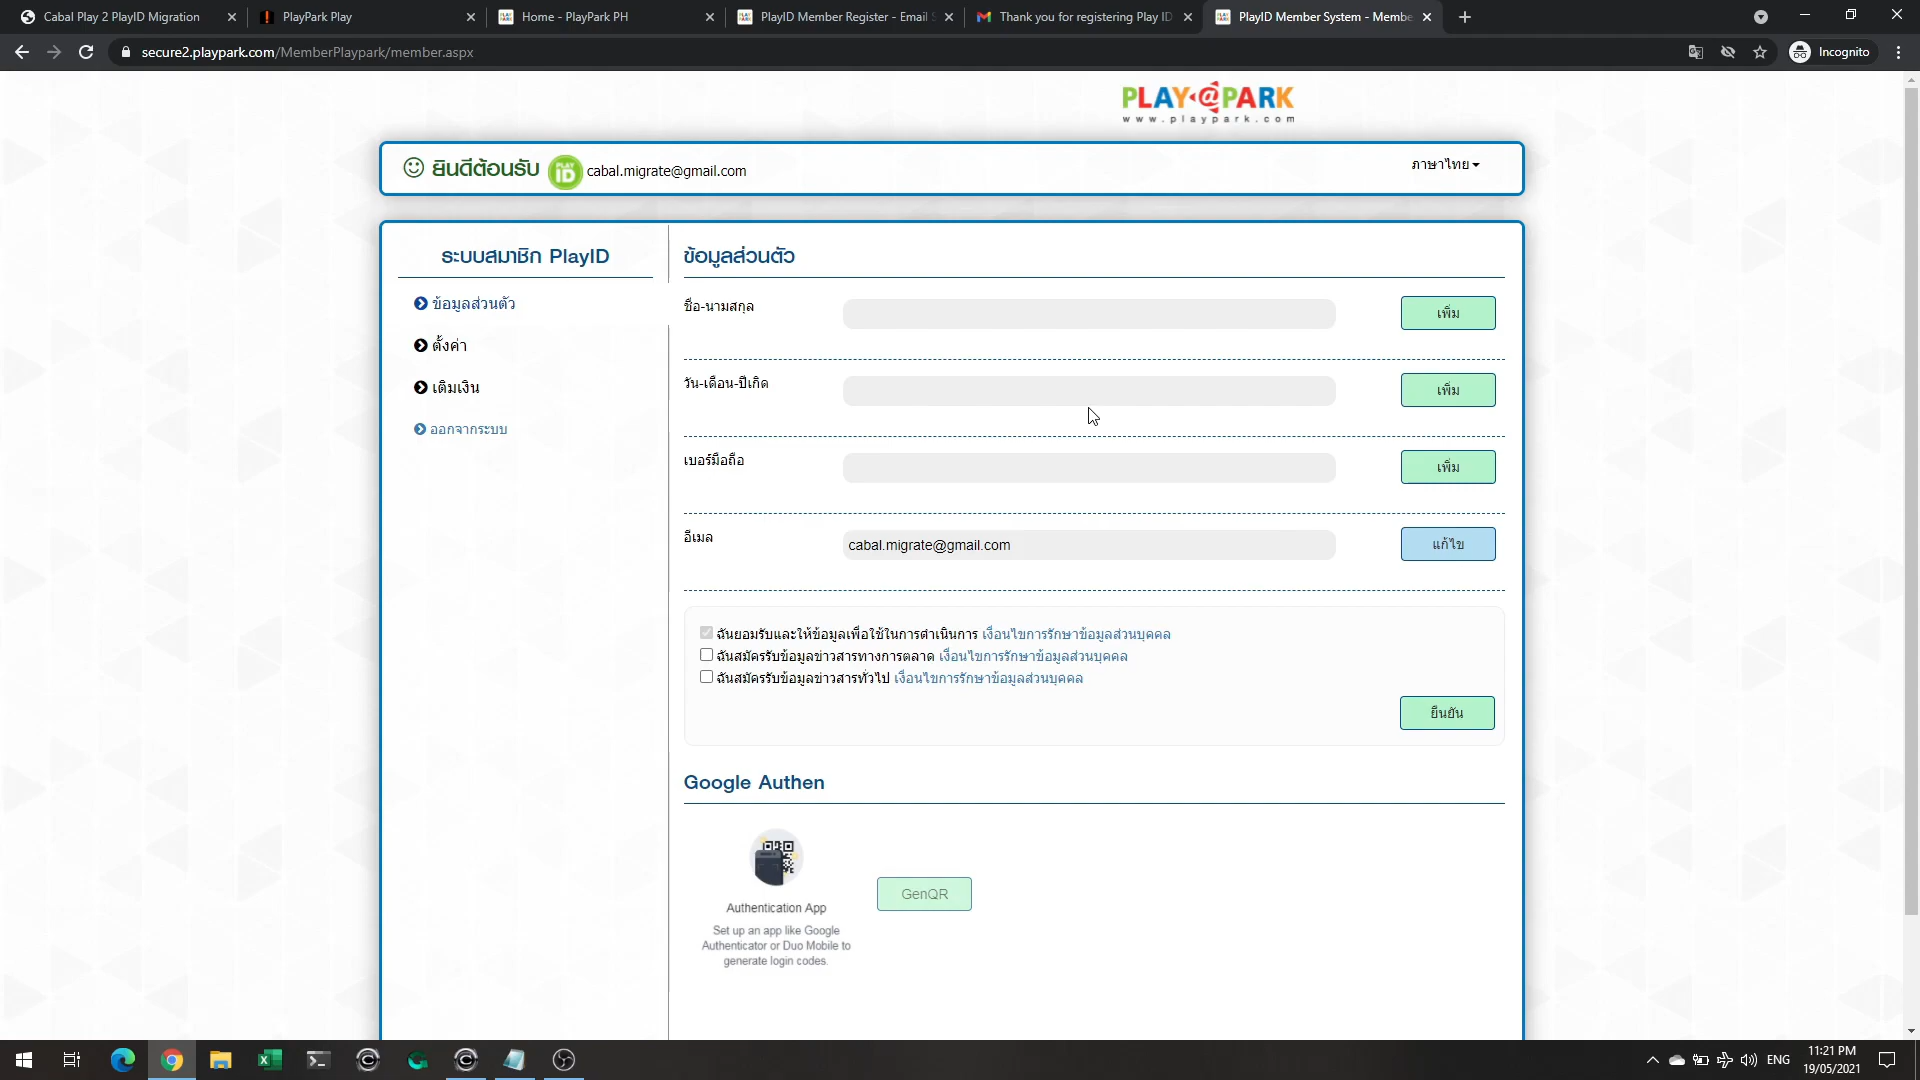 Cabal Play 2 PlayID Migration
PlayPark Play
Home - PlayPark PH
PlayID Member Register - Email S
Thank you for registering Play ID
PlayID Member System - Membe
secure2.playpark.com/MemberPlaypark/member.aspx
Incognito
PLAY@PARK
www.playpark.com
ยินดีต้อนรับ PLAY ID cabal.migrate@gmail.com
ภาษาไทย
ระบบสมาชิก PlayID
ข้อมูลส่วนตัว
ตั้งค่า
เติมเงิน
ออกจากระบบ
ข้อมูลส่วนตัว
ชื่อ-นามสกุล
เพิ่ม
วัน-เดือน-ปีเกิด
เพิ่ม
เบอร์มือถือ
เพิ่ม
อีเมล
cabal.migrate@gmail.com
แก้ไข
ฉันยอมรับและให้ข้อมูลเพื่อใช้ในการดำเนินการ เงื่อนไขการรักษาข้อมูลส่วนบุคคล
ฉันสมัครรับข้อมูลข่าวสารทางการตลาด เงื่อนไขการรักษาข้อมูลส่วนบุคคล
ฉันสมัครรับข้อมูลข่าวสารทั่วไป เงื่อนไขการรักษาข้อมูลส่วนบุคคล
ยืนยัน
Google Authen
Authentication App
Set up an app like Google
Authenticator or Duo Mobile to
generate login codes.
GenQR
ENG
11:21 PM
19/05/2021